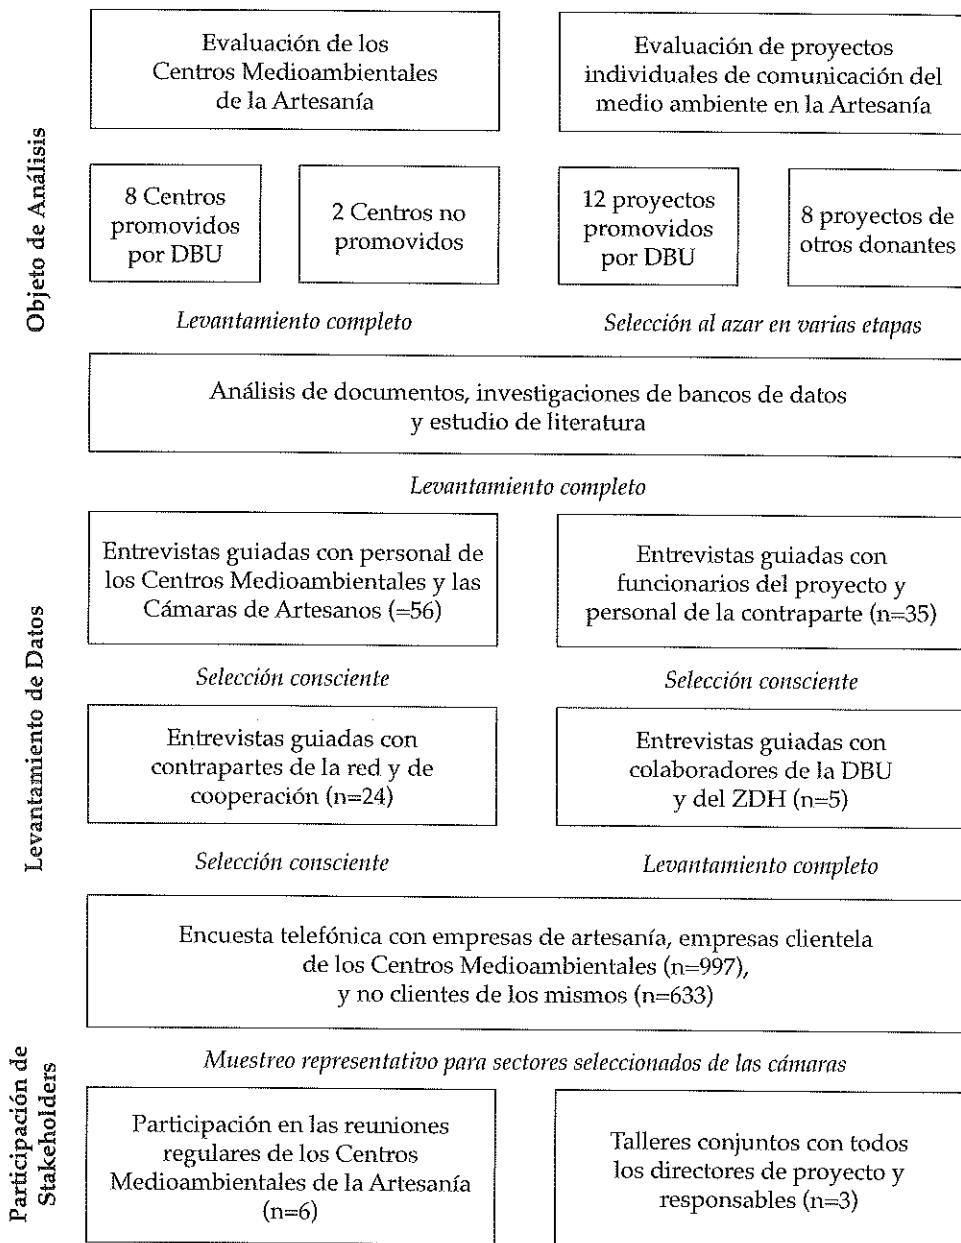 Objeto de Análisis
Evaluación de los
Centros Medioambientales
de la Artesanía
Evaluación de proyectos
individuales de comunicación del
medio ambiente en la Artesanía
8 Centros
promovidos
por DBU
2 Centros no
promovidos
12 proyectos
promovidos
por DBU
8 proyectos de
otros donantes
Levantamiento completo
Selección al azar en varias etapas
Levantamiento de Datos
Análisis de documentos, investigaciones de bancos de datos
y estudio de literatura
Levantamiento completo
Entrevistas guiadas con personal de
los Centros Medioambientales y las
Cámaras de Artesanos (=56)
Entrevistas guiadas con
funcionarios del proyecto y
personal de la contraparte (n=35)
Selección consciente
Selección consciente
Entrevistas guiadas con
contrapartes de la red y de
cooperación (n=24)
Entrevistas guiadas con
colaboradores de la DBU
y del ZDH (n=5)
Selección consciente
Levantamiento completo
Encuesta telefónica con empresas de artesanía, empresas clientela
de los Centros Medioambientales (n=997),
y no clientes de los mismos (n=633)
Muestreo representativo para sectores seleccionados de las cámaras
Participación de
Stakeholders
Participación en las reuniones
regulares de los Centros
Medioambientales de la Artesanía
(n=6)
Talleres conjuntos con todos
los directores de proyecto y
responsables (n=3)